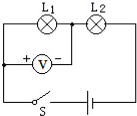 L₁ L₂
+ V −
S